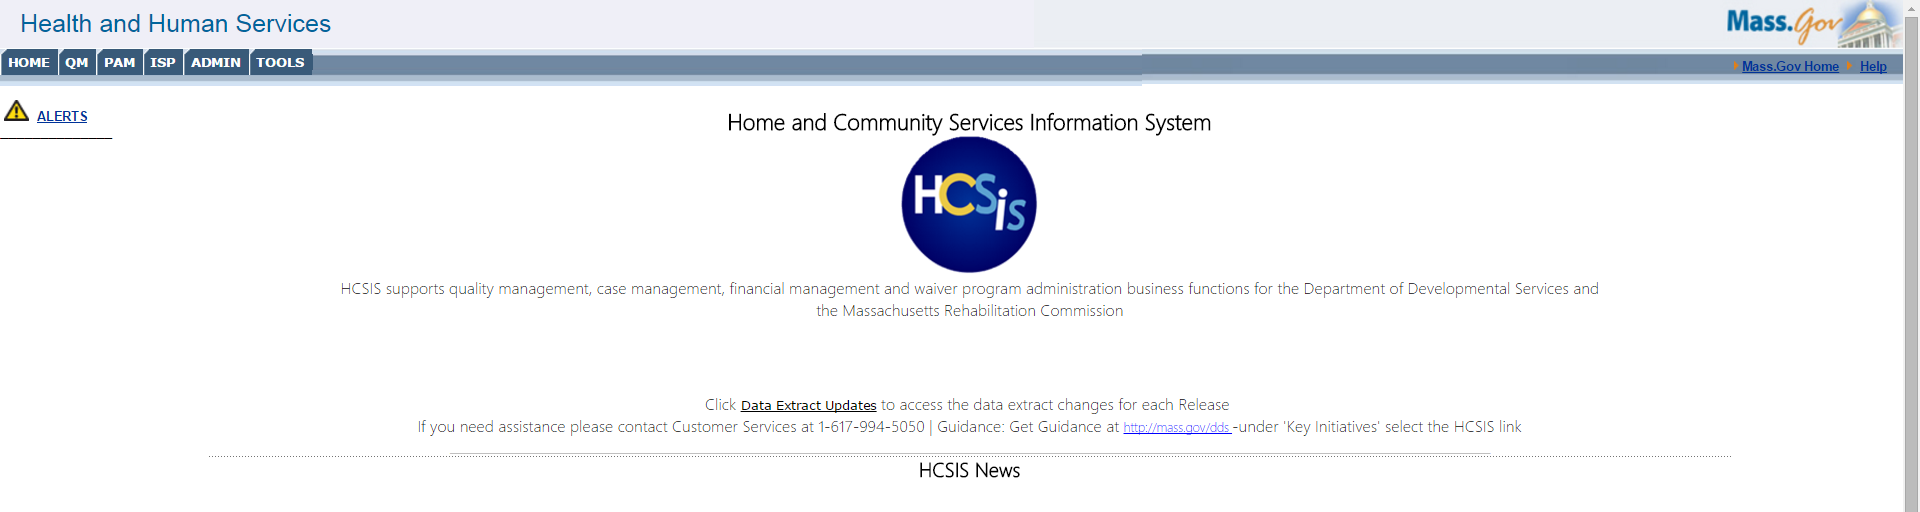 Health and Human Services
Mass.Gov
HOME QM PAM ISP ADMIN TOOLS
Mass.Gov Home Help
ALERTS
Home and Community Services Information System
HCSiS
HCSIS supports quality management, case management, financial management and waiver program administration business functions for the Department of Developmental Services and
the Massachusetts Rehabilitation Commission
Click Data Extract Updates to access the data extract changes for each Release
If you need assistance please contact Customer Services at 1-617-994-5050 | Guidance: Get Guidance at http://mass.gov/dds -under 'Key Initiatives' select the HCSIS link
HCSIS News